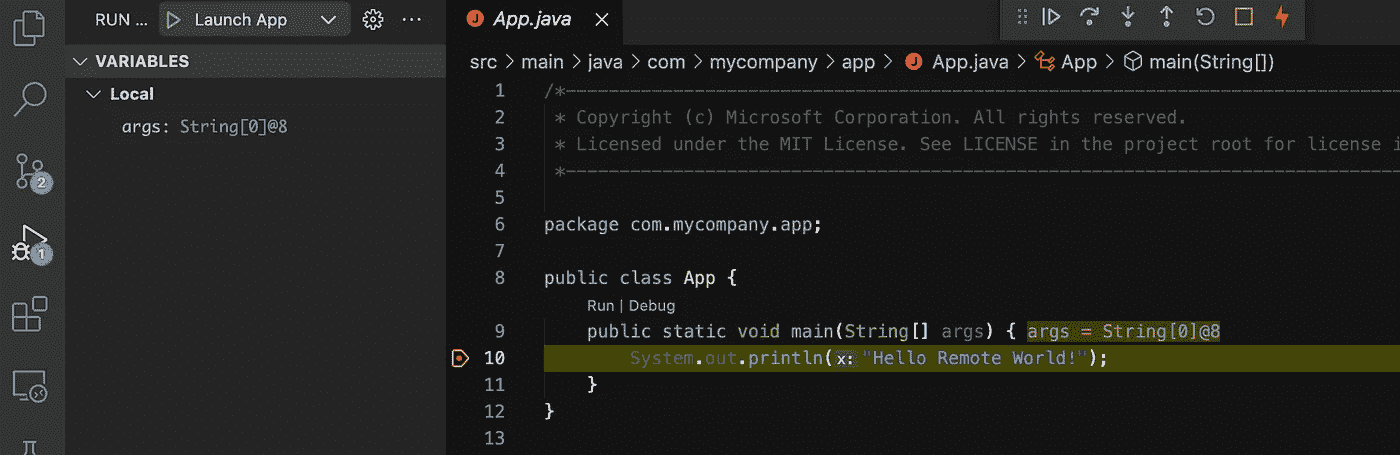 RUN ... Launch App ...
VARIABLES
Local
args: String[0]@8
2
1
J App.java
src > main > java > com > mycompany > app > J App.java > App > main(String[])
1 /*------------------------------------------------------------------------------------------
2 * Copyright (c) Microsoft Corporation. All rights reserved.
3 * Licensed under the MIT License. See LICENSE in the project root for license i
4 *------------------------------------------------------------------------------------------
5
6 package com.mycompany.app;
7
8 public class App {
Run | Debug
9 public static void main(String[] args) { args = String[0]@8
10 System.out.println(x: "Hello Remote World!");
11 }
12 }
13